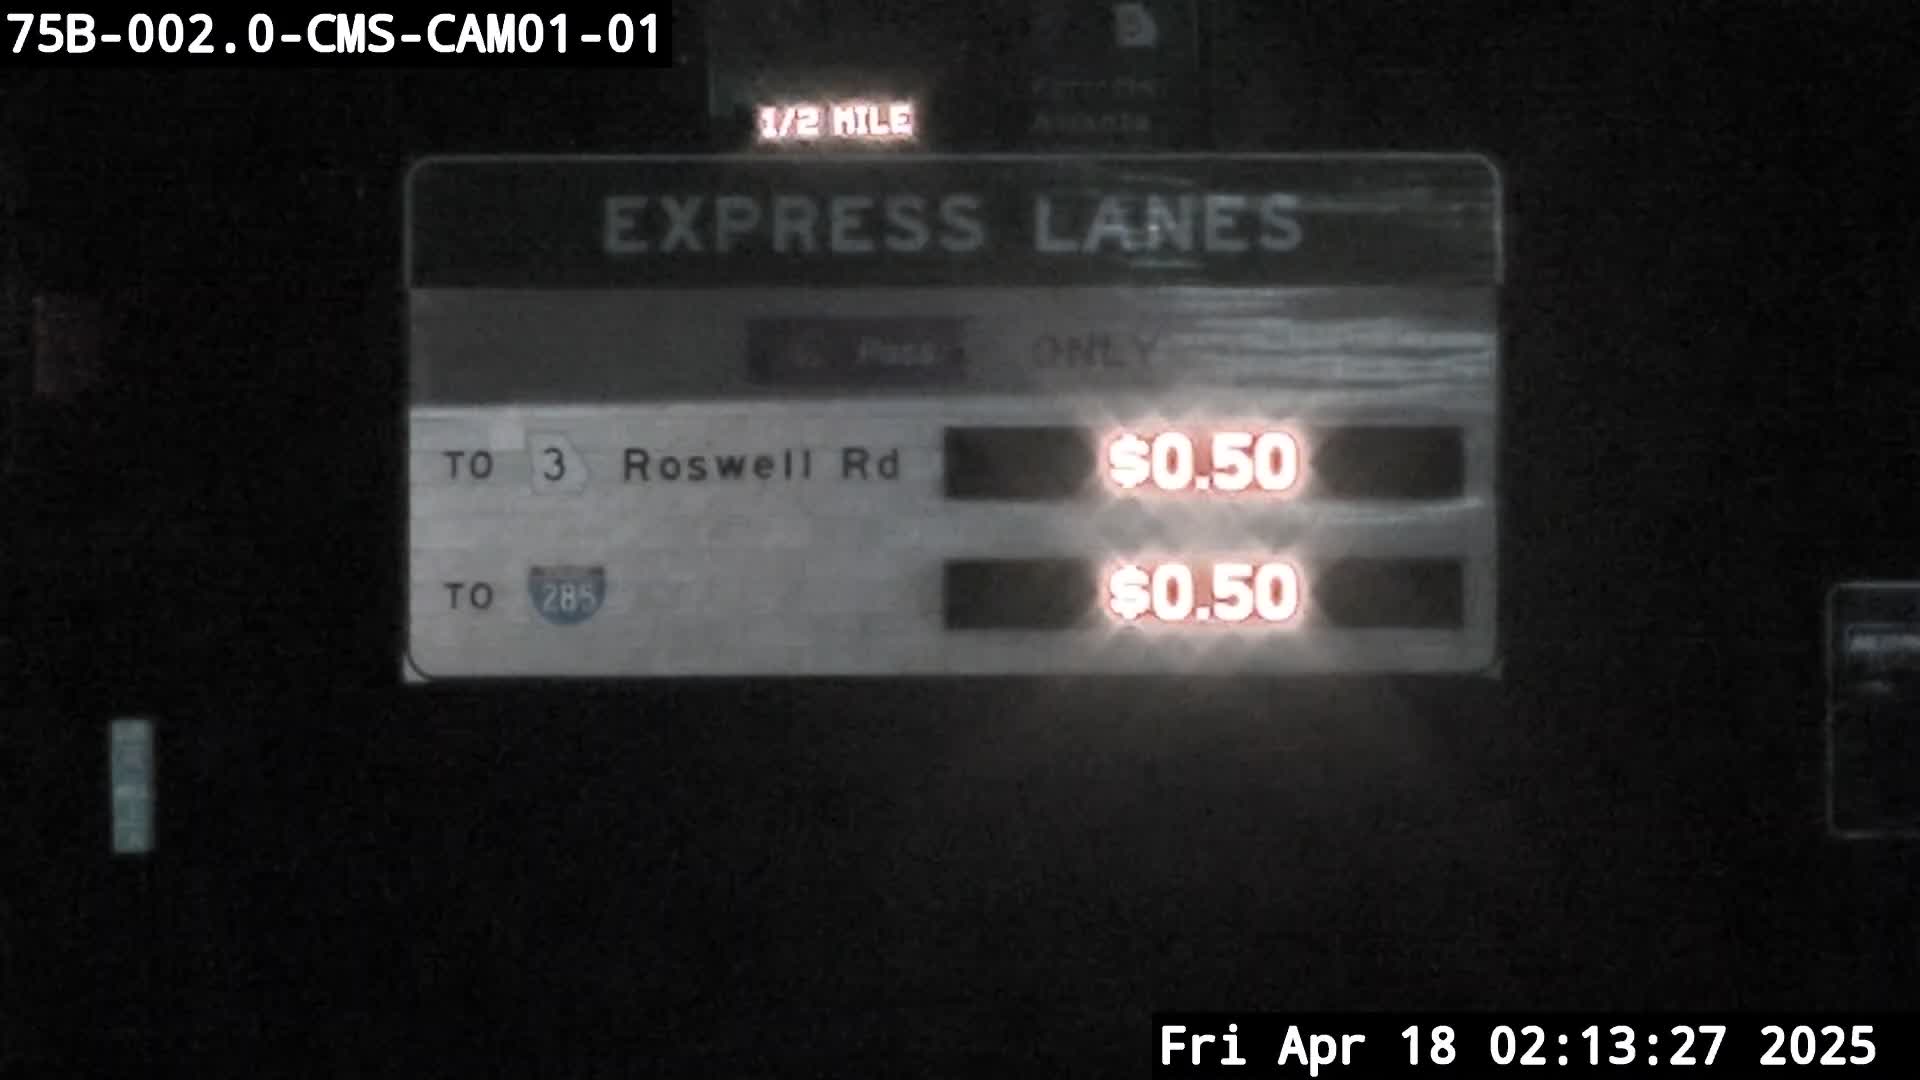 75B-002.0-CMS-CAM01-01
1/2 MILE
EXPRESS LANES
Pass ONLY
TO 3 Roswell Rd $0.50
TO 285 $0.50
Fri Apr 18 02:13:27 2025